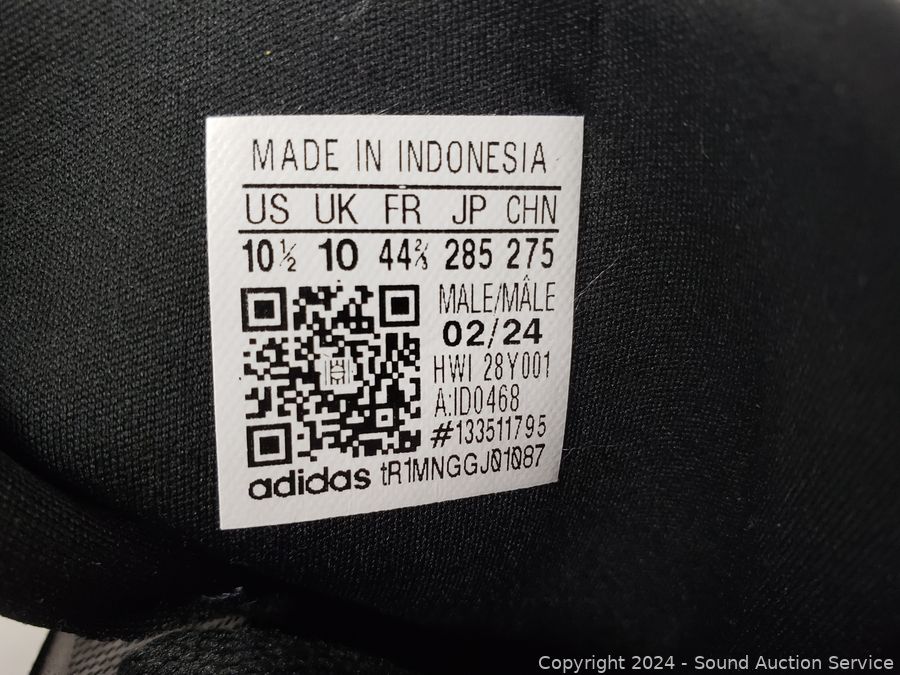 MADE IN INDONESIA
US UK FR JP CHN
10½ 10 44⅔ 285 275
MALE/MÂLE
02/24
HWI 28Y001
A:ID0468
#133511795
adidas tR1MNGGJ01087
Copyright 2024 - Sound Auction Service